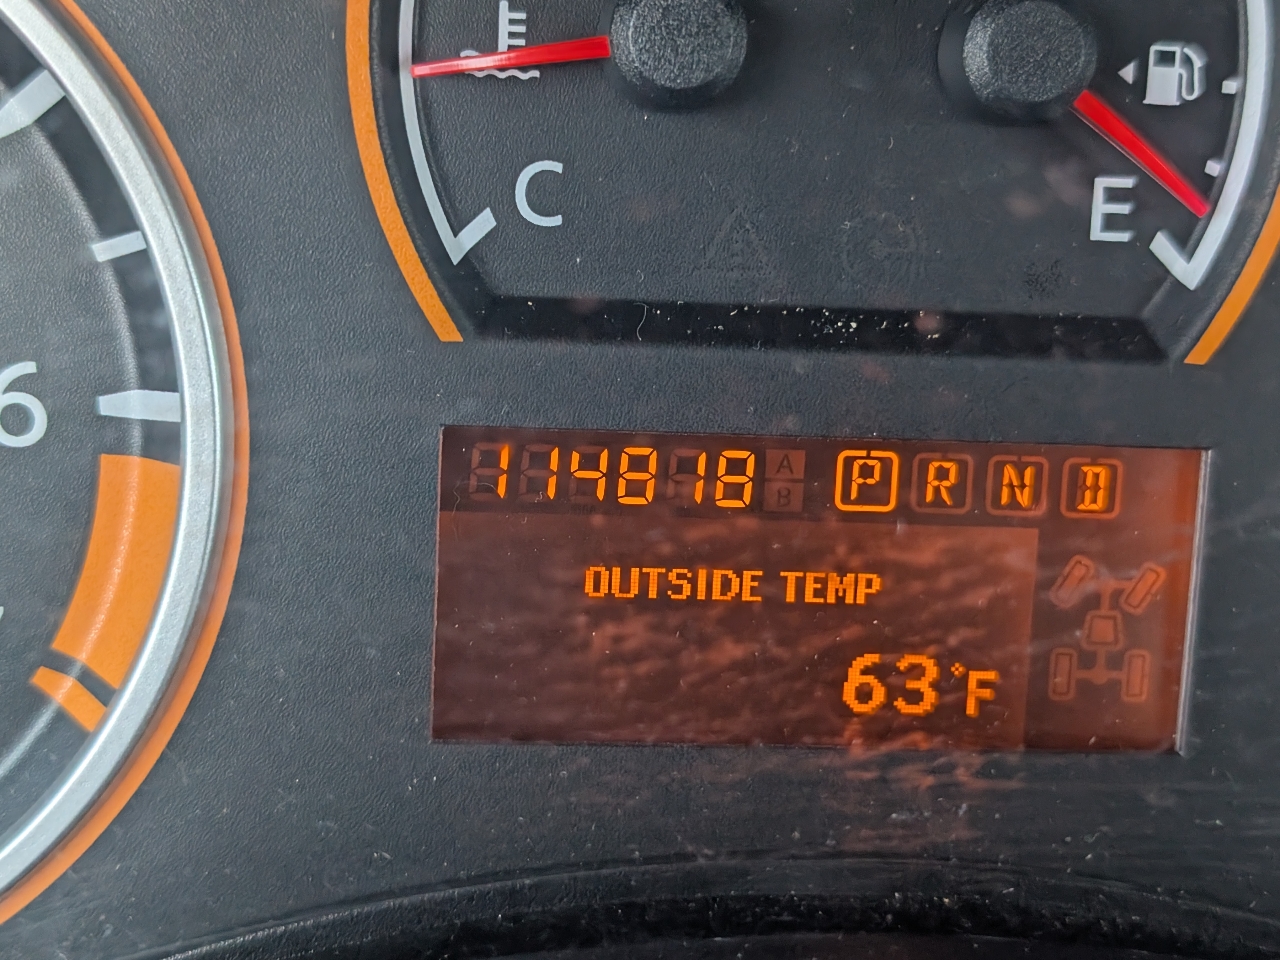 C
E
6
114818 A B P R N D
OUTSIDE TEMP
63°F